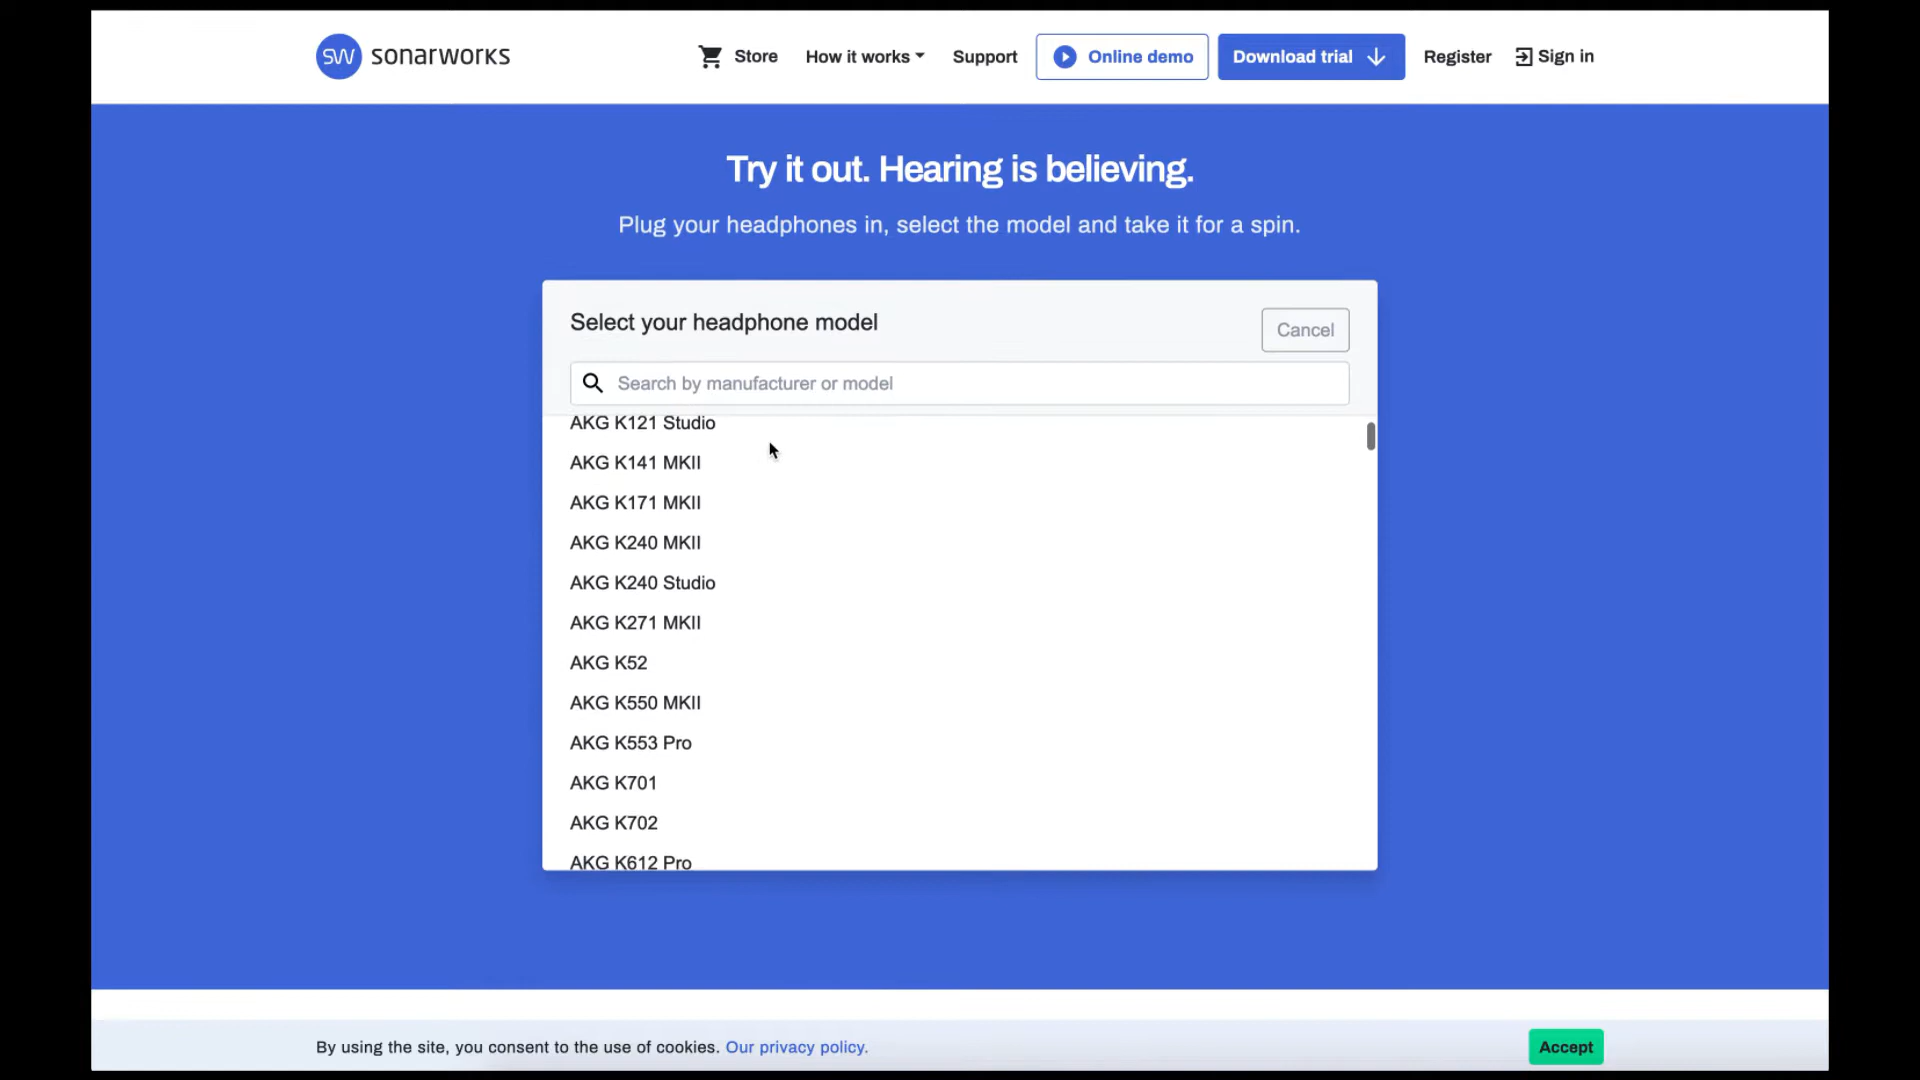 SW sonarworks
Store How it works Support Online demo Download trial Register Sign in
Try it out. Hearing is believing.
Plug your headphones in, select the model and take it for a spin.
Select your headphone model
Cancel
Search by manufacturer or model
AKG K121 Studio
AKG K141 MKII
AKG K171 MKII
AKG K240 MKII
AKG K240 Studio
AKG K271 MKII
AKG K52
AKG K550 MKII
AKG K553 Pro
AKG K701
AKG K702
AKG K612 Pro
By using the site, you consent to the use of cookies. Our privacy policy.
Accept